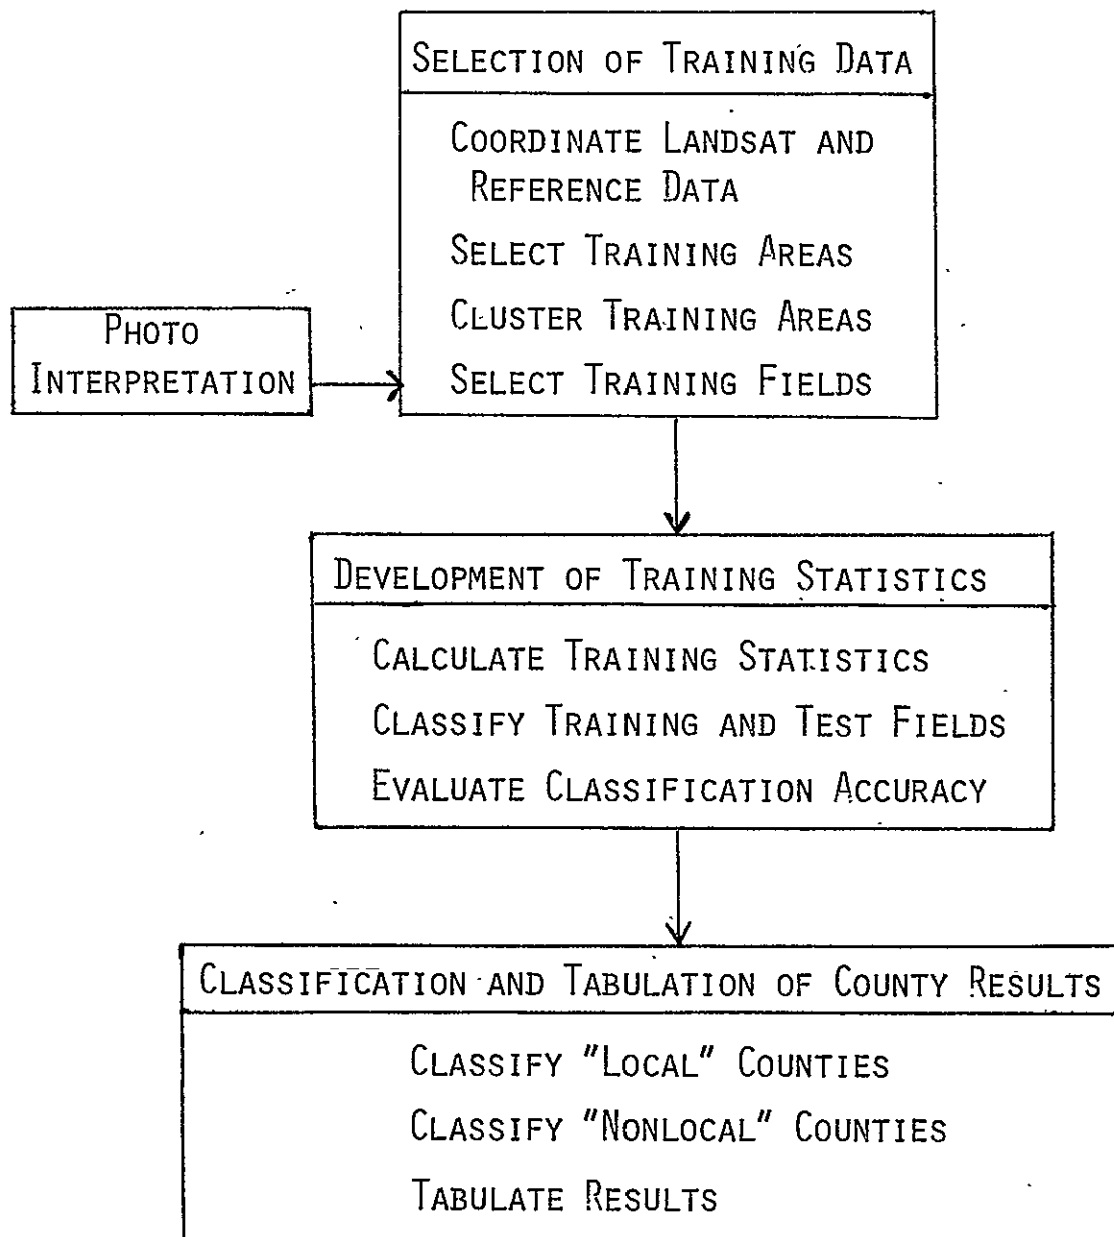 SELECTION OF TRAINING DATA
COORDINATE LANDSAT AND
REFERENCE DATA
SELECT TRAINING AREAS
CLUSTER TRAINING AREAS
SELECT TRAINING FIELDS
PHOTO
INTERPRETATION
DEVELOPMENT OF TRAINING STATISTICS
CALCULATE TRAINING STATISTICS
CLASSIFY TRAINING AND TEST FIELDS
EVALUATE CLASSIFICATION ACCURACY
CLASSIFICATION AND TABULATION OF COUNTY RESULTS
CLASSIFY "LOCAL" COUNTIES
CLASSIFY "NONLOCAL" COUNTIES
TABULATE RESULTS